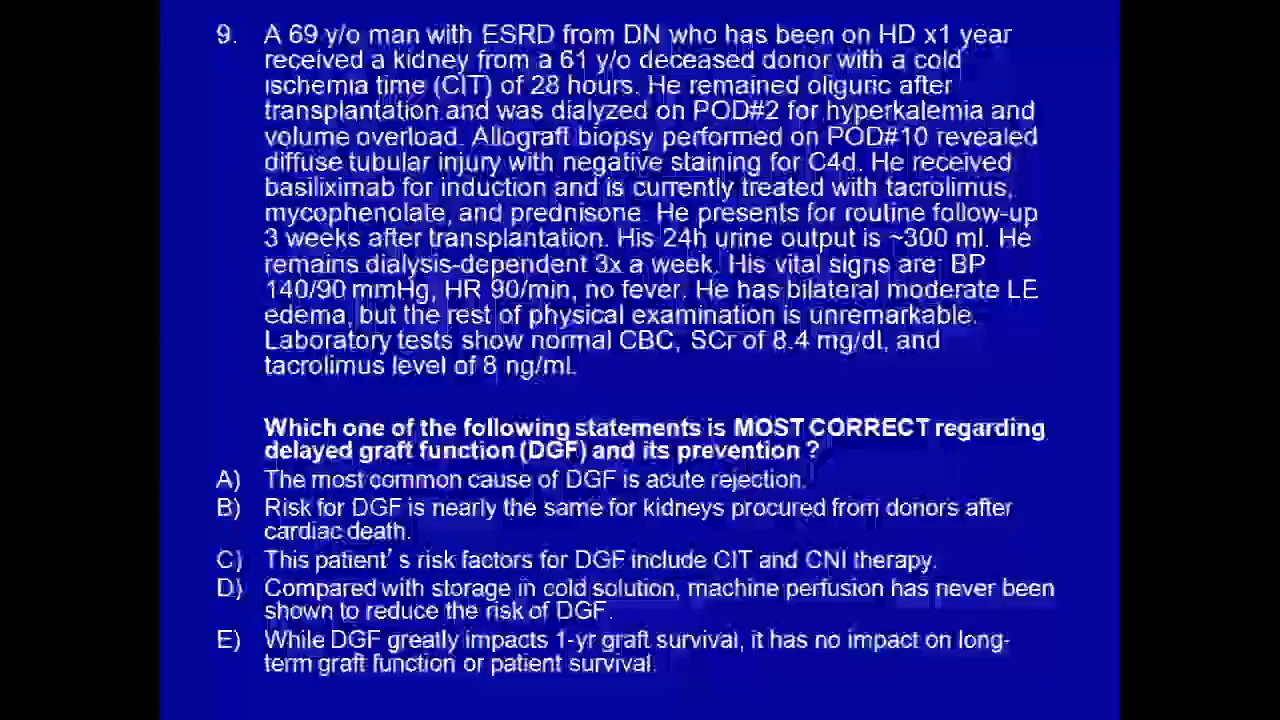 9. A 69 y/o man with ESRD from DN who has been on HD x1 year
received a kidney from a 61 y/o deceased donor with a cold
ischemia time (CIT) of 28 hours. He remained oliguric after
transplantation and was dialyzed on POD#2 for hyperkalemia and
volume overload. Allograft biopsy performed on POD#10 revealed
diffuse tubular injury with negative staining for C4d. He received
basiliximab for induction and is currently treated with tacrolimus,
mycophenolate, and prednisone. He presents for routine follow-up
3 weeks after transplantation. His 24h urine output is ~300 ml. He
remains dialysis-dependent 3x a week. His vital signs are: BP
140/90 mmHg, HR 90/min, no fever. He has bilateral moderate LE
edema, but the rest of physical examination is unremarkable.
Laboratory tests show normal CBC, SCr of 8.4 mg/dl, and
tacrolimus level of 8 ng/ml.
Which one of the following statements is MOST CORRECT regarding
delayed graft function (DGF) and its prevention ?
A) The most common cause of DGF is acute rejection.
B) Risk for DGF is nearly the same for kidneys procured from donors after
cardiac death.
C) This patient’s risk factors for DGF include CIT and CNI therapy.
D) Compared with storage in cold solution, machine perfusion has never been
shown to reduce the risk of DGF.
E) While DGF greatly impacts 1-yr graft survival, it has no impact on long-
term graft function or patient survival.